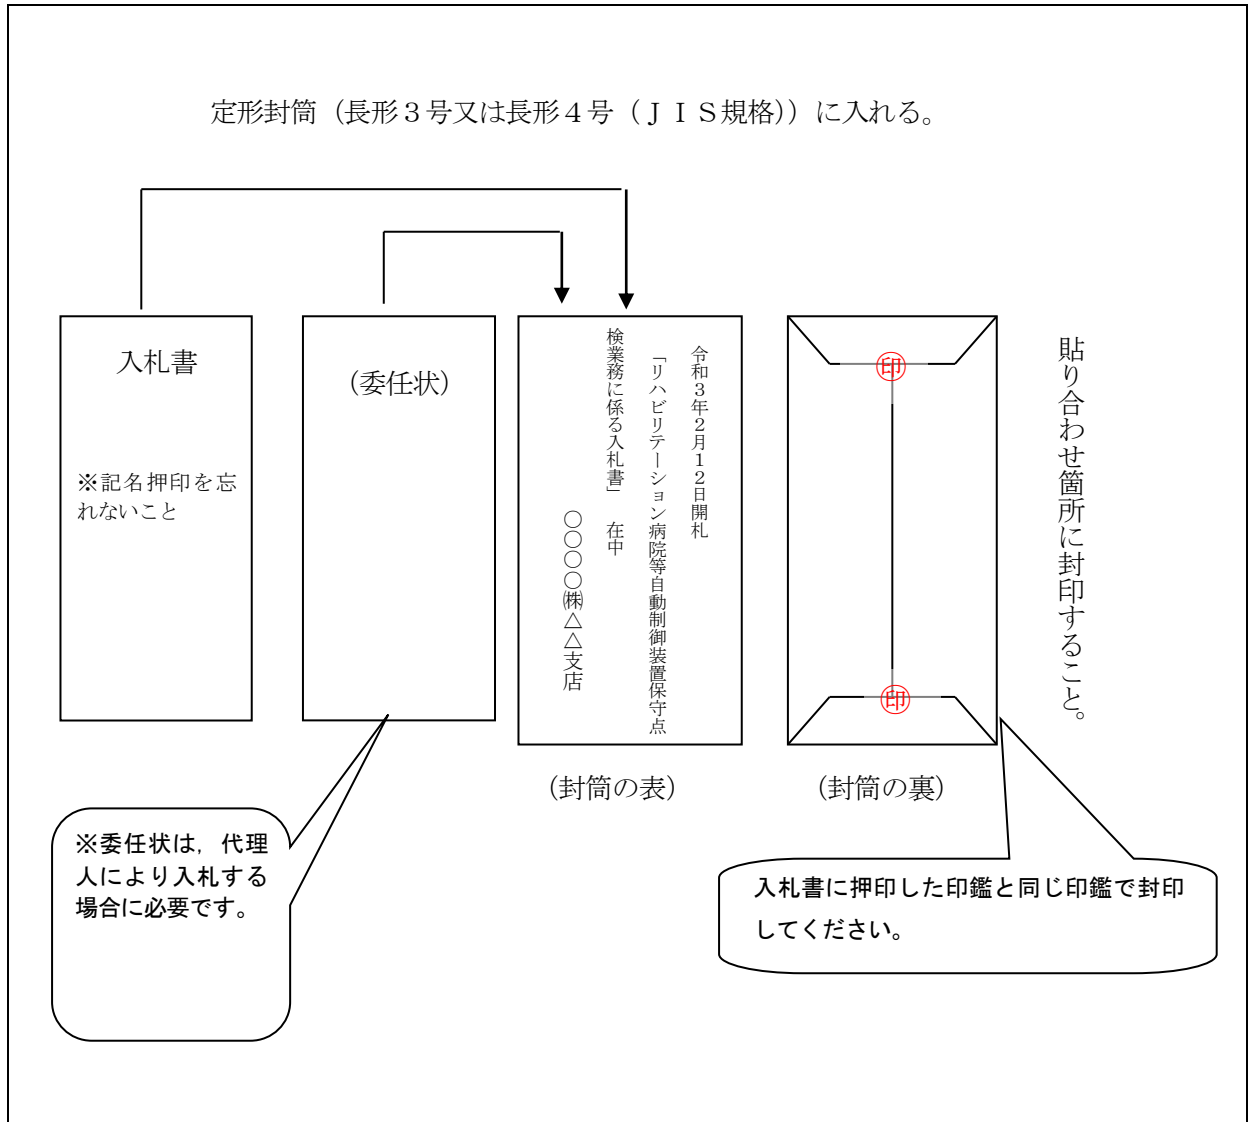 定形封筒（長形３号又は長形４号（ＪＩＳ規格））に入れる。
入札書
※記名押印を忘
れないこと
（委任状）
令和３年２月１２日開札
「リハビリテーション病院等自動制御装置保守点
検業務に係る入札書」　在中
〇〇〇〇㈱△△支店
印
印
貼り合わせ箇所に封印すること。
（封筒の表）
（封筒の裏）
※委任状は，代理
人により入札する
場合に必要です。
入札書に押印した印鑑と同じ印鑑で封印
してください。